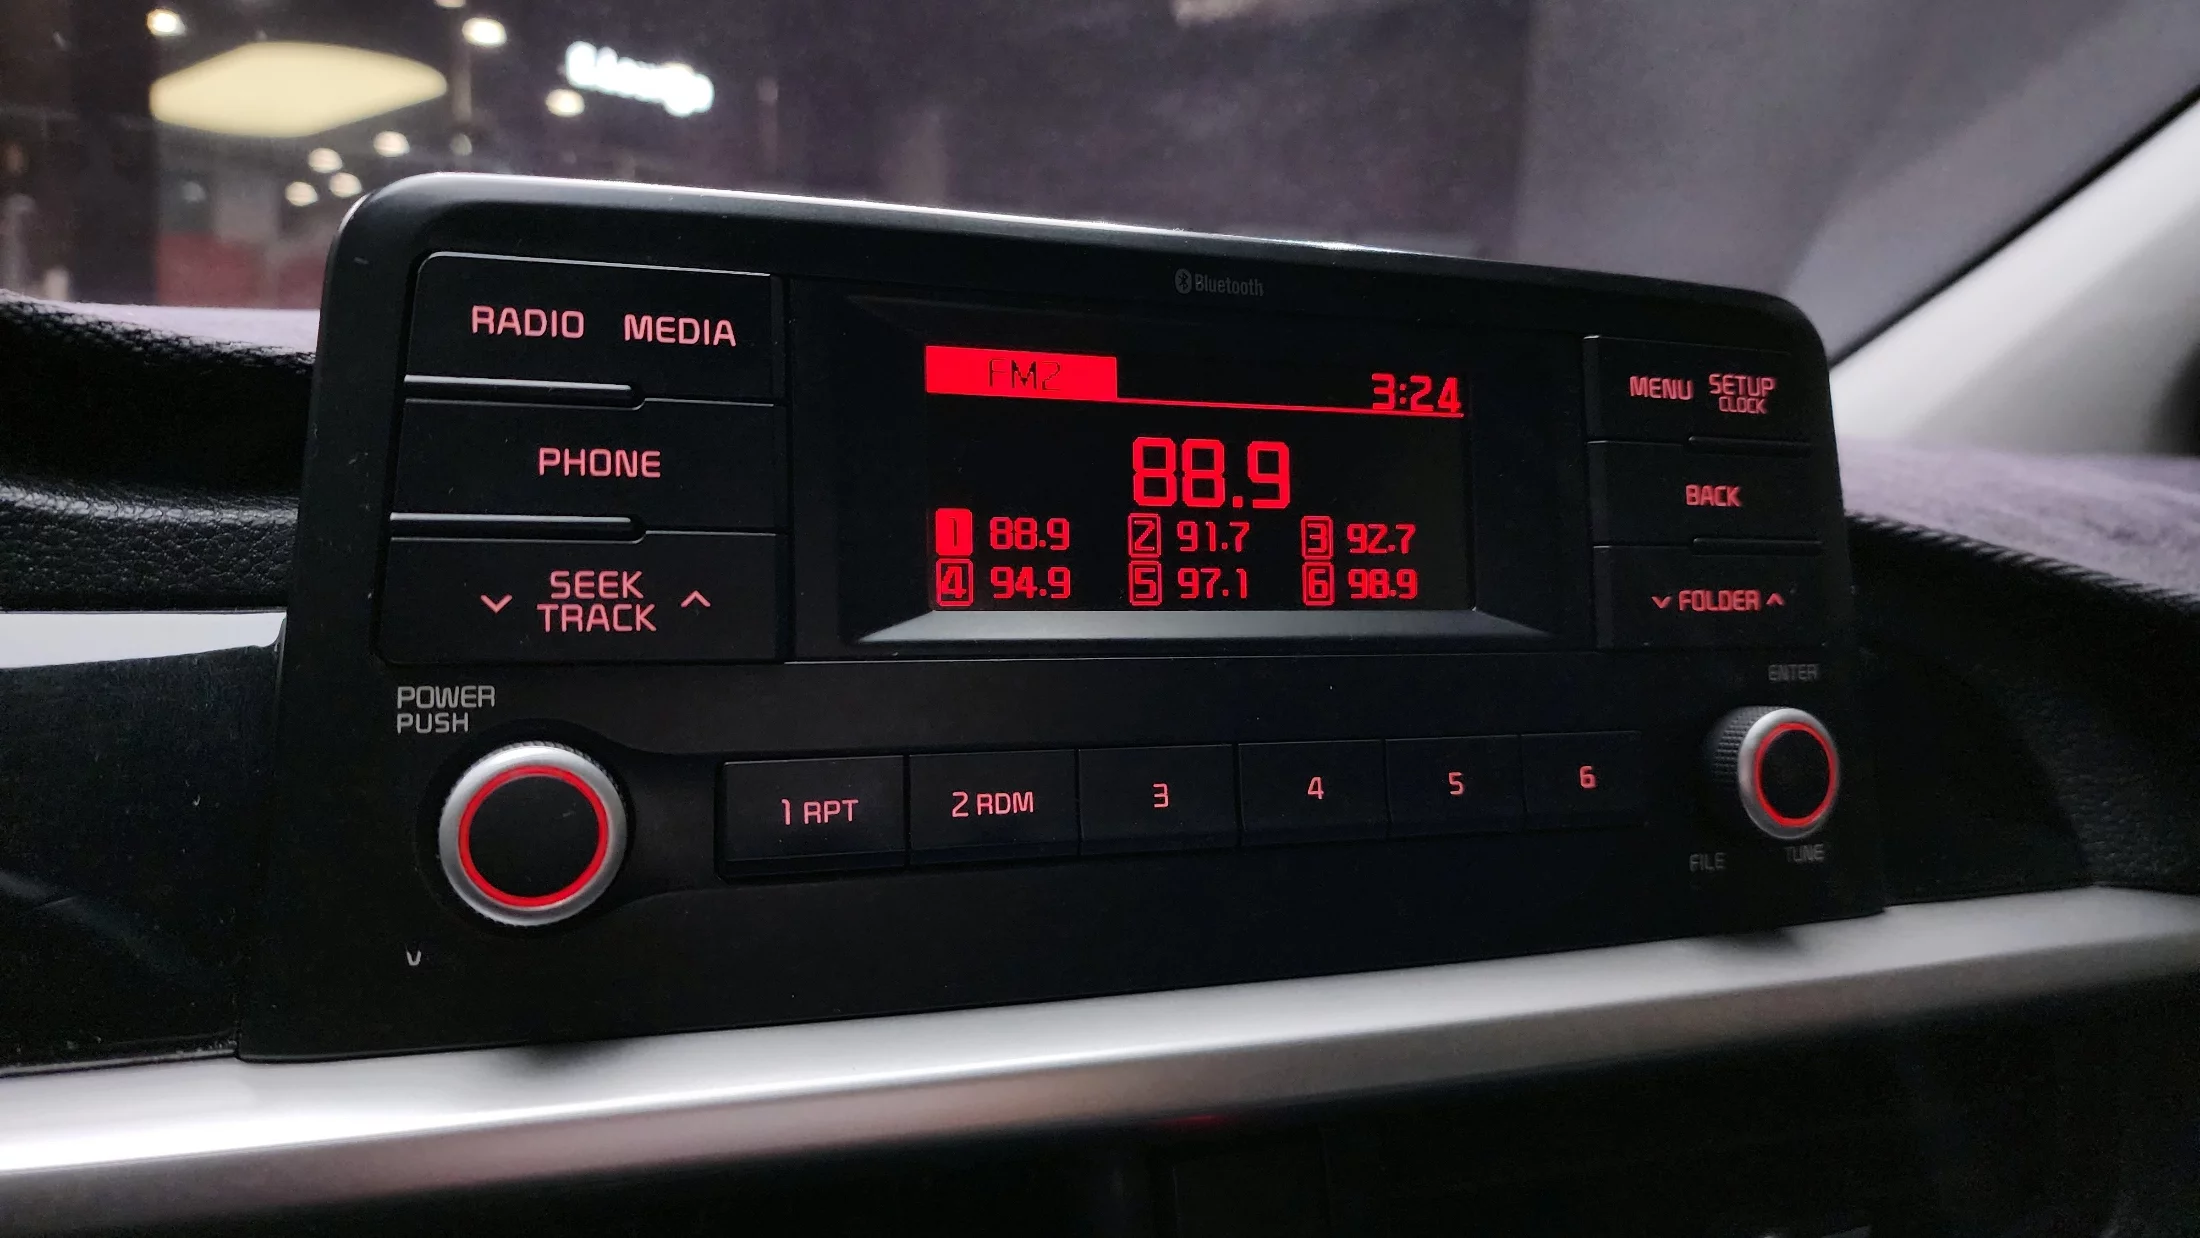 Bluetooth
RADIO MEDIA
PHONE
SEEK
TRACK
FM2 3:24
88.9
1 88.9 2 91.7 3 92.7
4 94.9 5 97.1 6 98.9
MENU SETUP
CLOCK
BACK
FOLDER
POWER
PUSH
1 RPT 2 RDM 3 4 5 6
ENTER
FILE TUNE